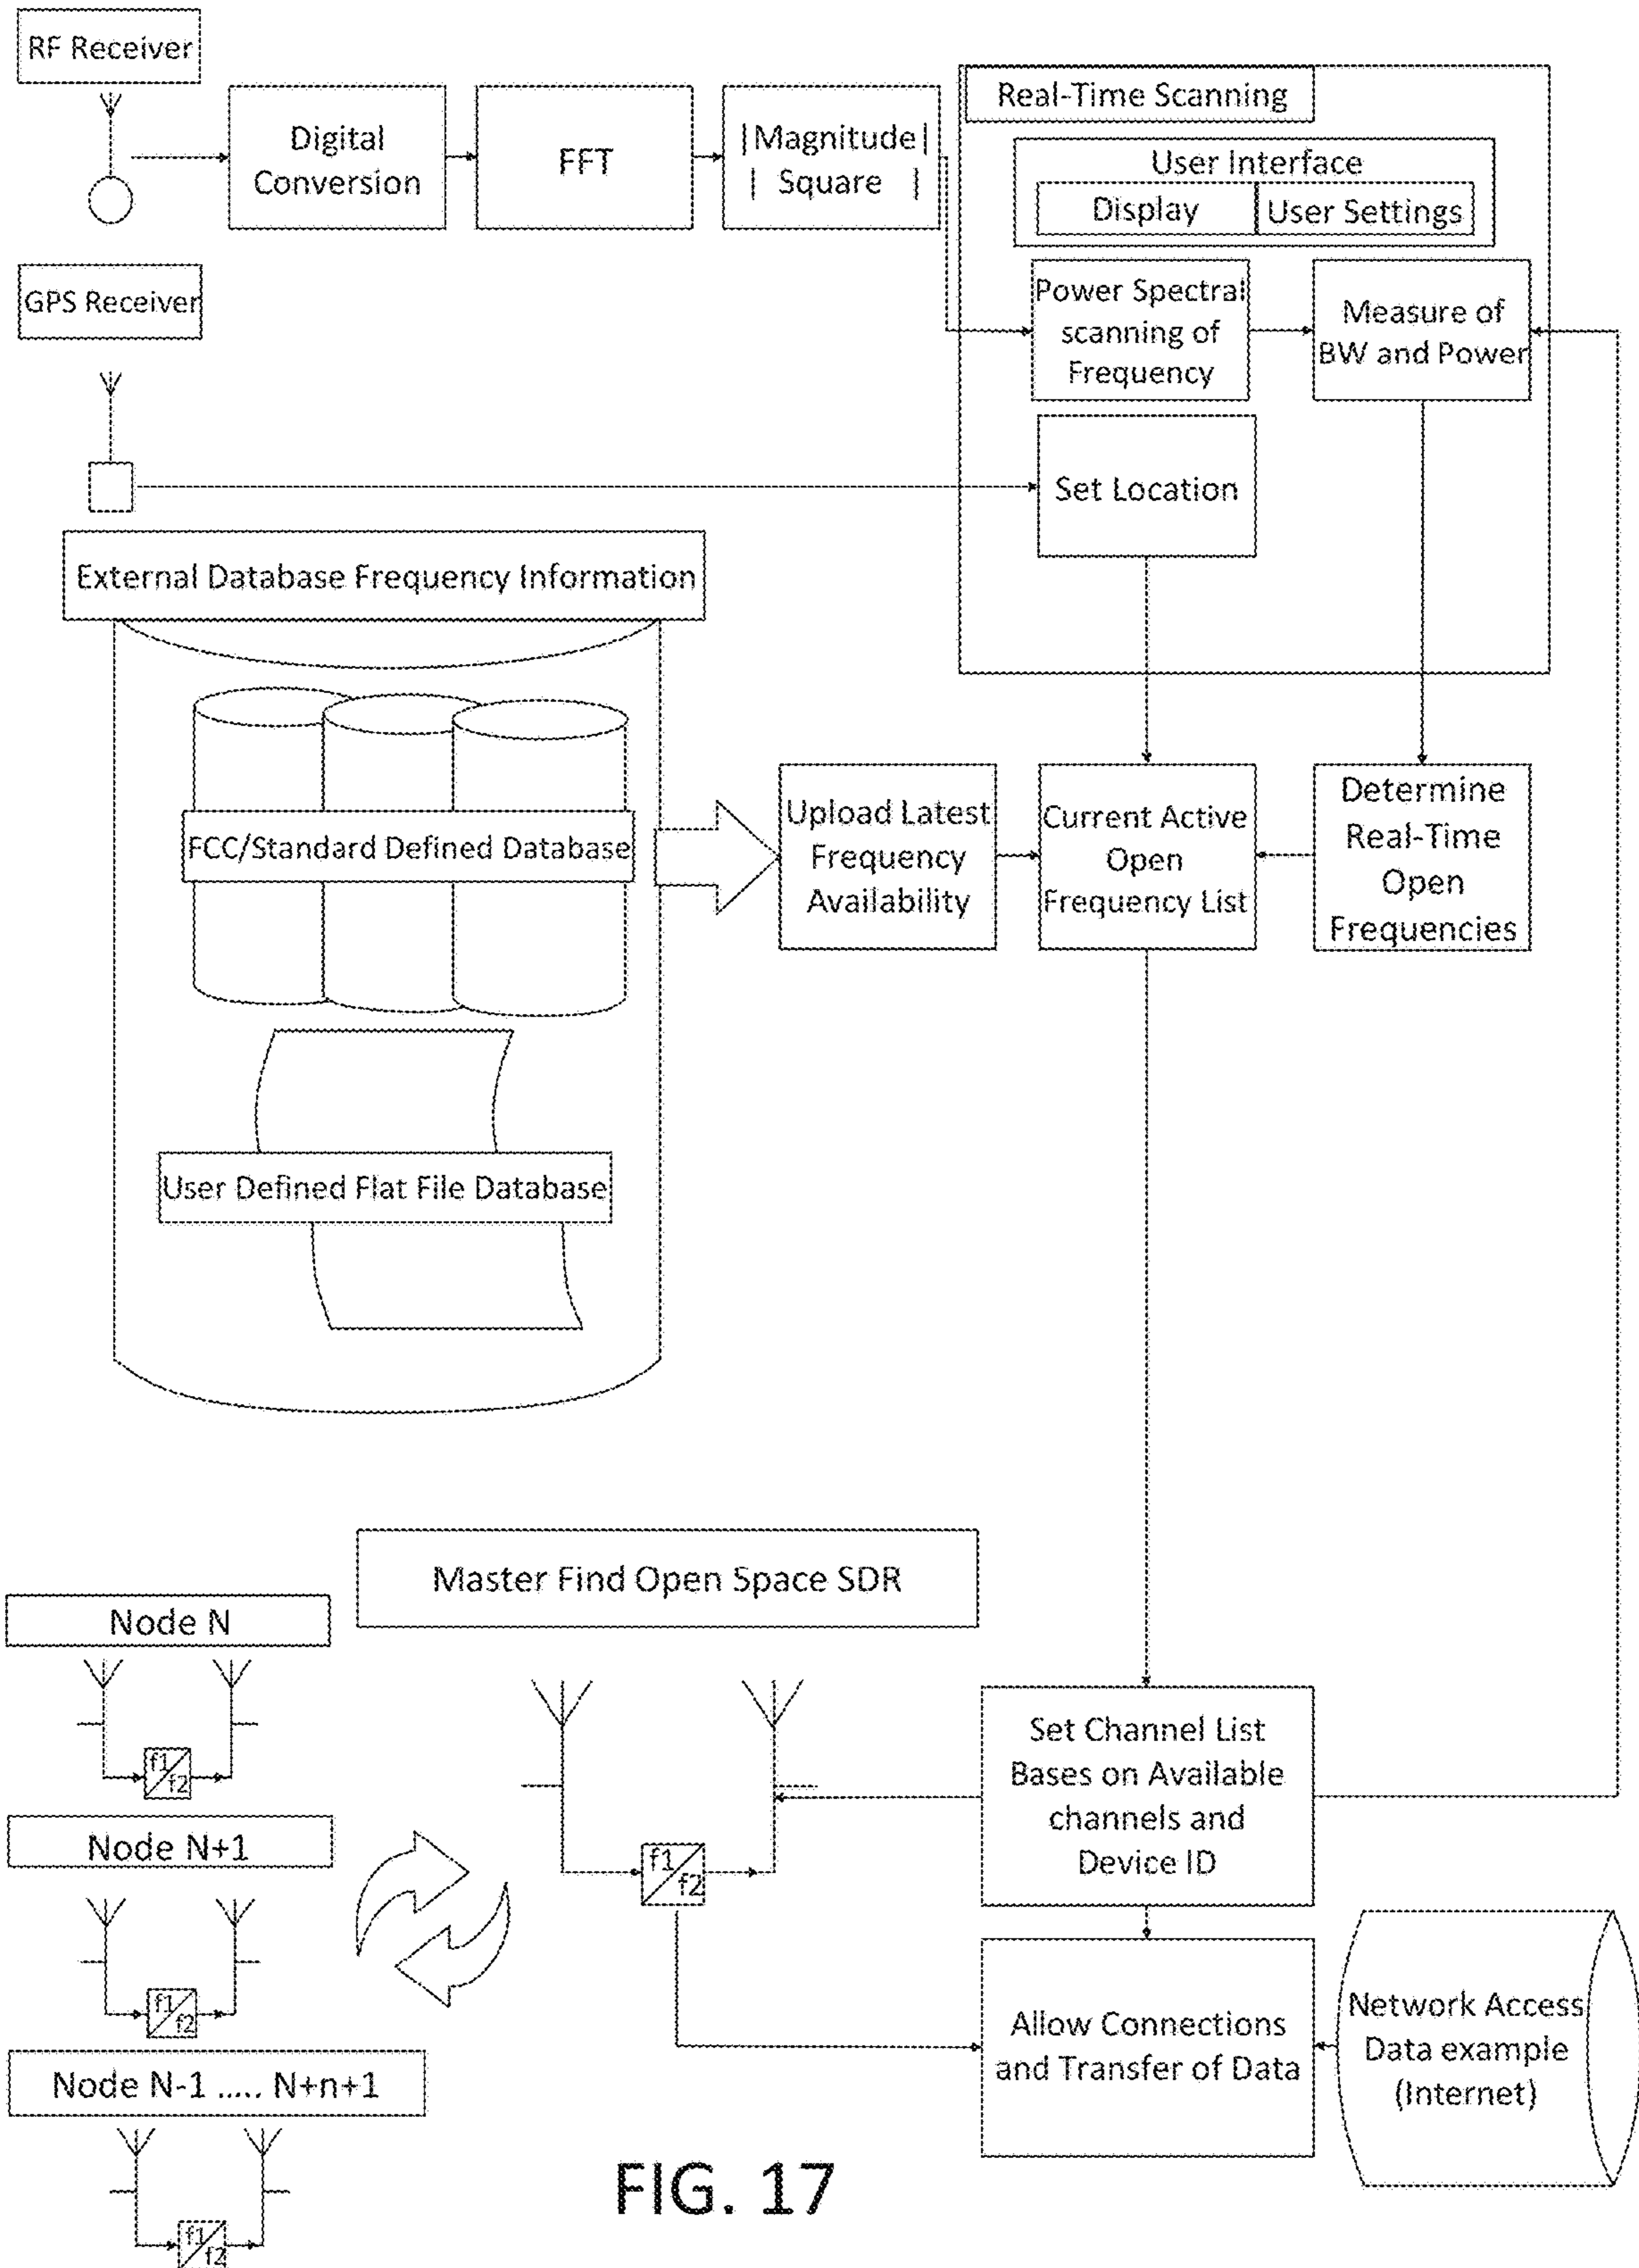 RF Receiver
Digital
Conversion
FFT
|Magnitude|
| Square |
Real-Time Scanning
User Interface
Display
User Settings
GPS Receiver
Power Spectral
scanning of
Frequency
Measure of
BW and Power
Set Location
External Database Frequency Information
FCC/Standard Defined Database
Upload Latest
Frequency
Availability
Current Active
Open
Frequency List
Determine
Real-Time
Open
Frequencies
User Defined Flat File Database
Master Find Open Space SDR
Node N
f1
f2
Node N+1
f1
f2
Node N-1 ..... N+n+1
f1
f2
f1
f2
Set Channel List
Bases on Available
channels and
Device ID
Allow Connections
and Transfer of Data
Network Access
Data example
(Internet)
FIG. 17